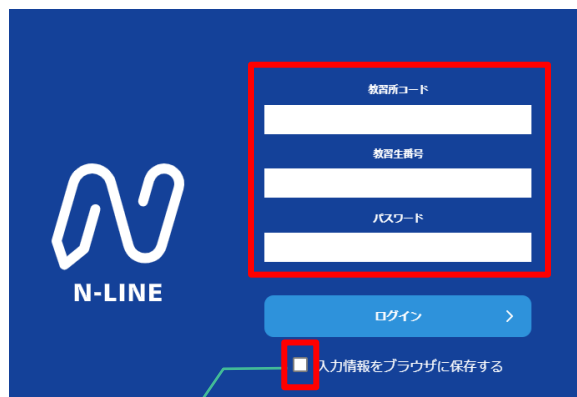 教習所コード
教習生番号
パスワード
N-LINE
ログイン
入力情報をブラウザに保存する